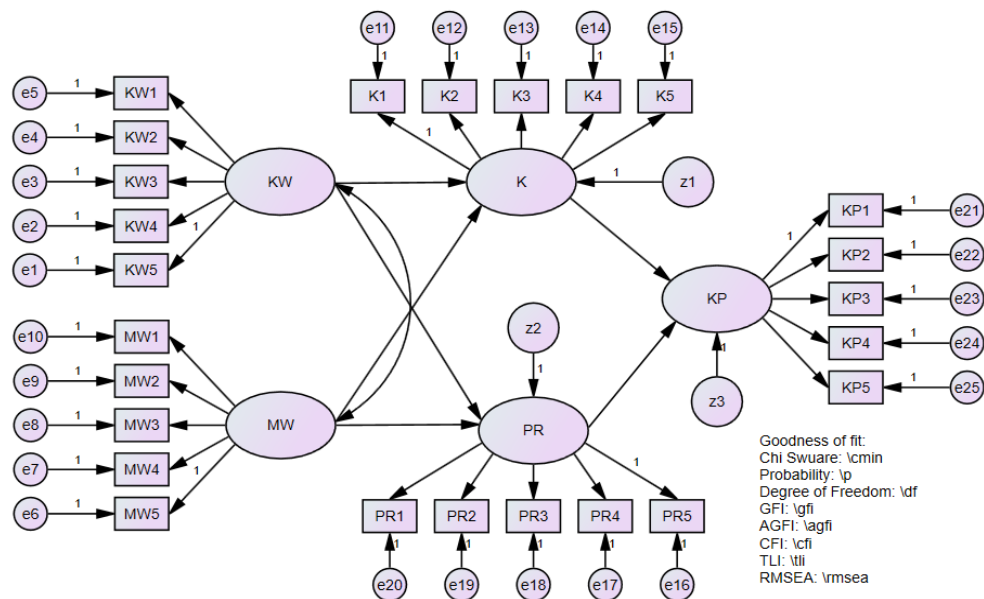 e11 e12 e13 e14 e15
1 1 1 1 1
K1 K2 K3 K4 K5
1
e5 1 KW1
e4 1 KW2
e3 1 KW3
e2 1 KW4
1
e1 1 KW5
KW
K
1
z1
KP1 1 e21
1
KP2 1 e22
KP3 1 e23
KP4 1 e24
KP5 1 e25
KP
1
z3
z2
1
e10 1 MW1
e9 1 MW2
e8 1 MW3
e7 1 MW4
1
e6 1 MW5
MW
PR
1
PR1 PR2 PR3 PR4 PR5
1 1 1 1 1
e20 e19 e18 e17 e16
Goodness of fit:
Chi Swuare: \cmin
Probability: \p
Degree of Freedom: \df
GFI: \gfi
AGFI: \agfi
CFI: \cfi
TLI: \tli
RMSEA: \rmsea